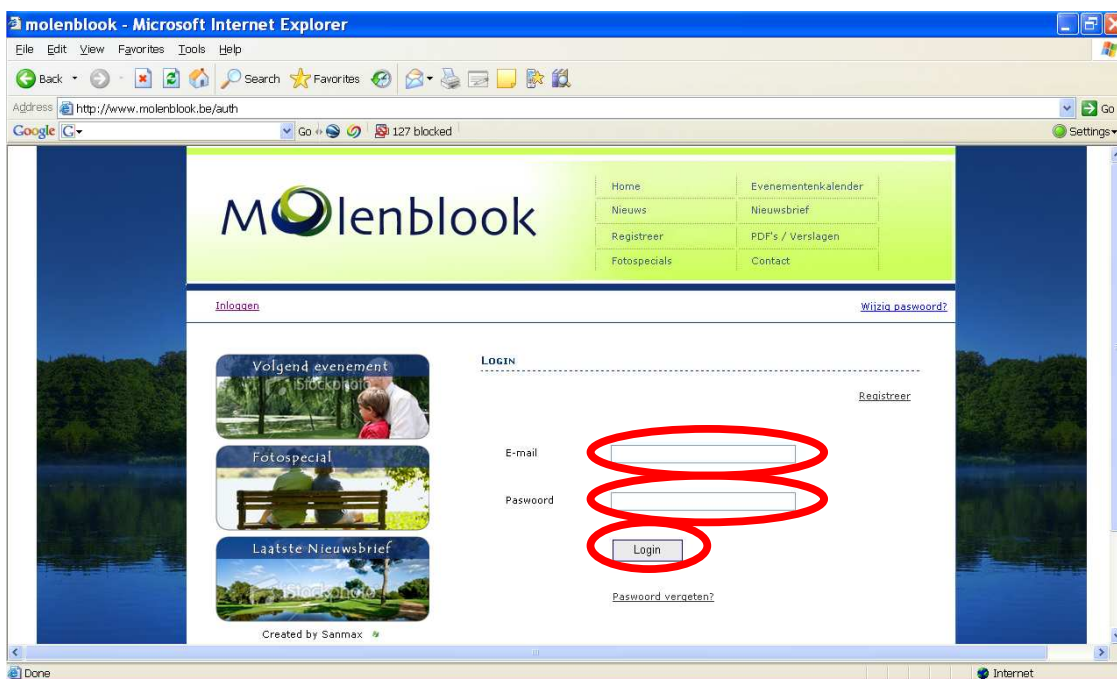 molenblook - Microsoft Internet Explorer
File Edit View Favorites Tools Help
Back Search Favorites
Address http://www.molenblook.be/auth Go
Google G Go 127 blocked Settings
Molenblook
Home Evenementenkalender
Nieuws Nieuwsbrief
Registreer PDF's / Verslagen
Fotospecials Contact
Inloggen Wijzig paswoord?
Volgend evenement
iStockphoto
Fotospecial
Laatste Nieuwsbrief
iStockphoto
Created by Sanmax
LOGIN
Registreer
E-mail
Paswoord
Login
Paswoord vergeten?
Done Internet